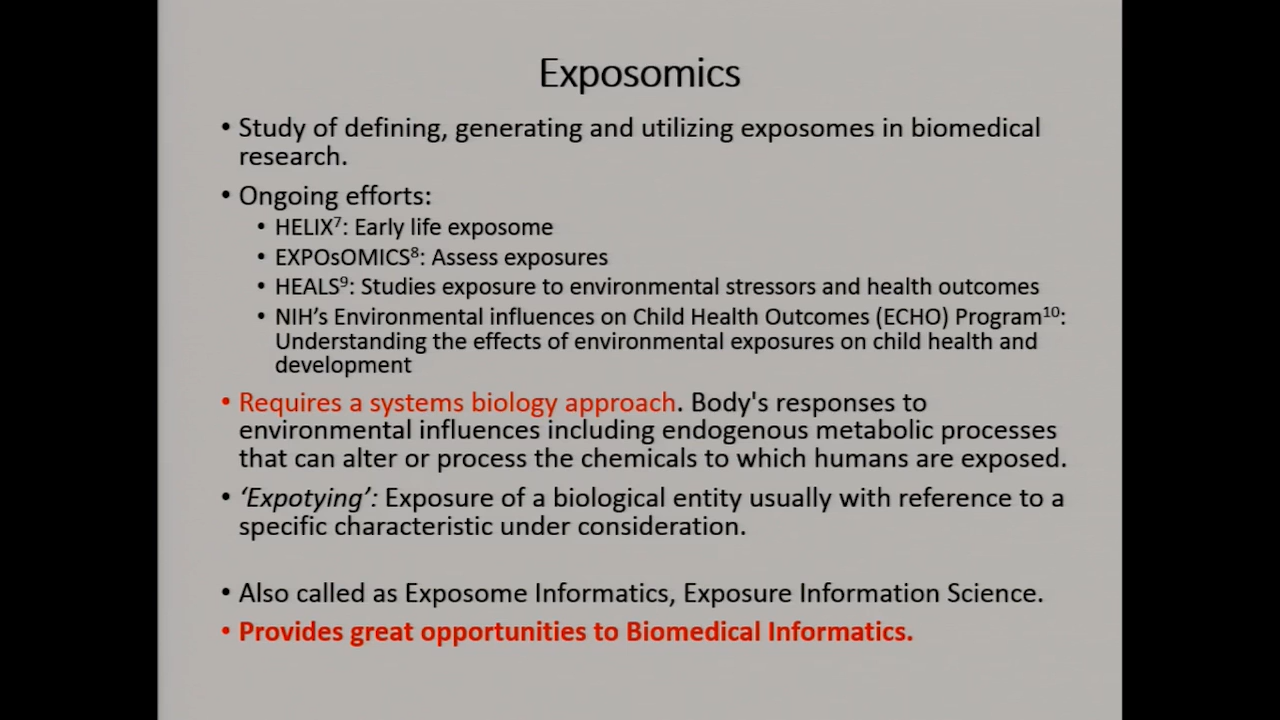 Exposomics
• Study of defining, generating and utilizing exposomes in biomedical
research.
• Ongoing efforts:
• HELIX⁷: Early life exposome
• EXPOsOMICS⁸: Assess exposures
• HEALS⁹: Studies exposure to environmental stressors and health outcomes
• NIH’s Environmental influences on Child Health Outcomes (ECHO) Program¹⁰:
Understanding the effects of environmental exposures on child health and
development
• Requires a systems biology approach. Body's responses to
environmental influences including endogenous metabolic processes
that can alter or process the chemicals to which humans are exposed.
• ‘Expotying’: Exposure of a biological entity usually with reference to a
specific characteristic under consideration.
• Also called as Exposome Informatics, Exposure Information Science.
• Provides great opportunities to Biomedical Informatics.